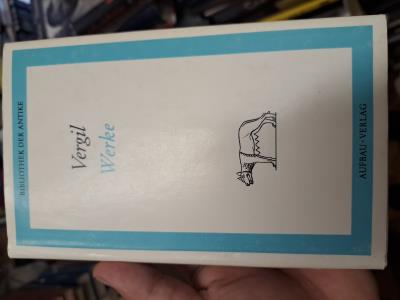 BIBLIOTHEK DER ANTIKE
Vergil
Werke
AUFBAU-VERLAG